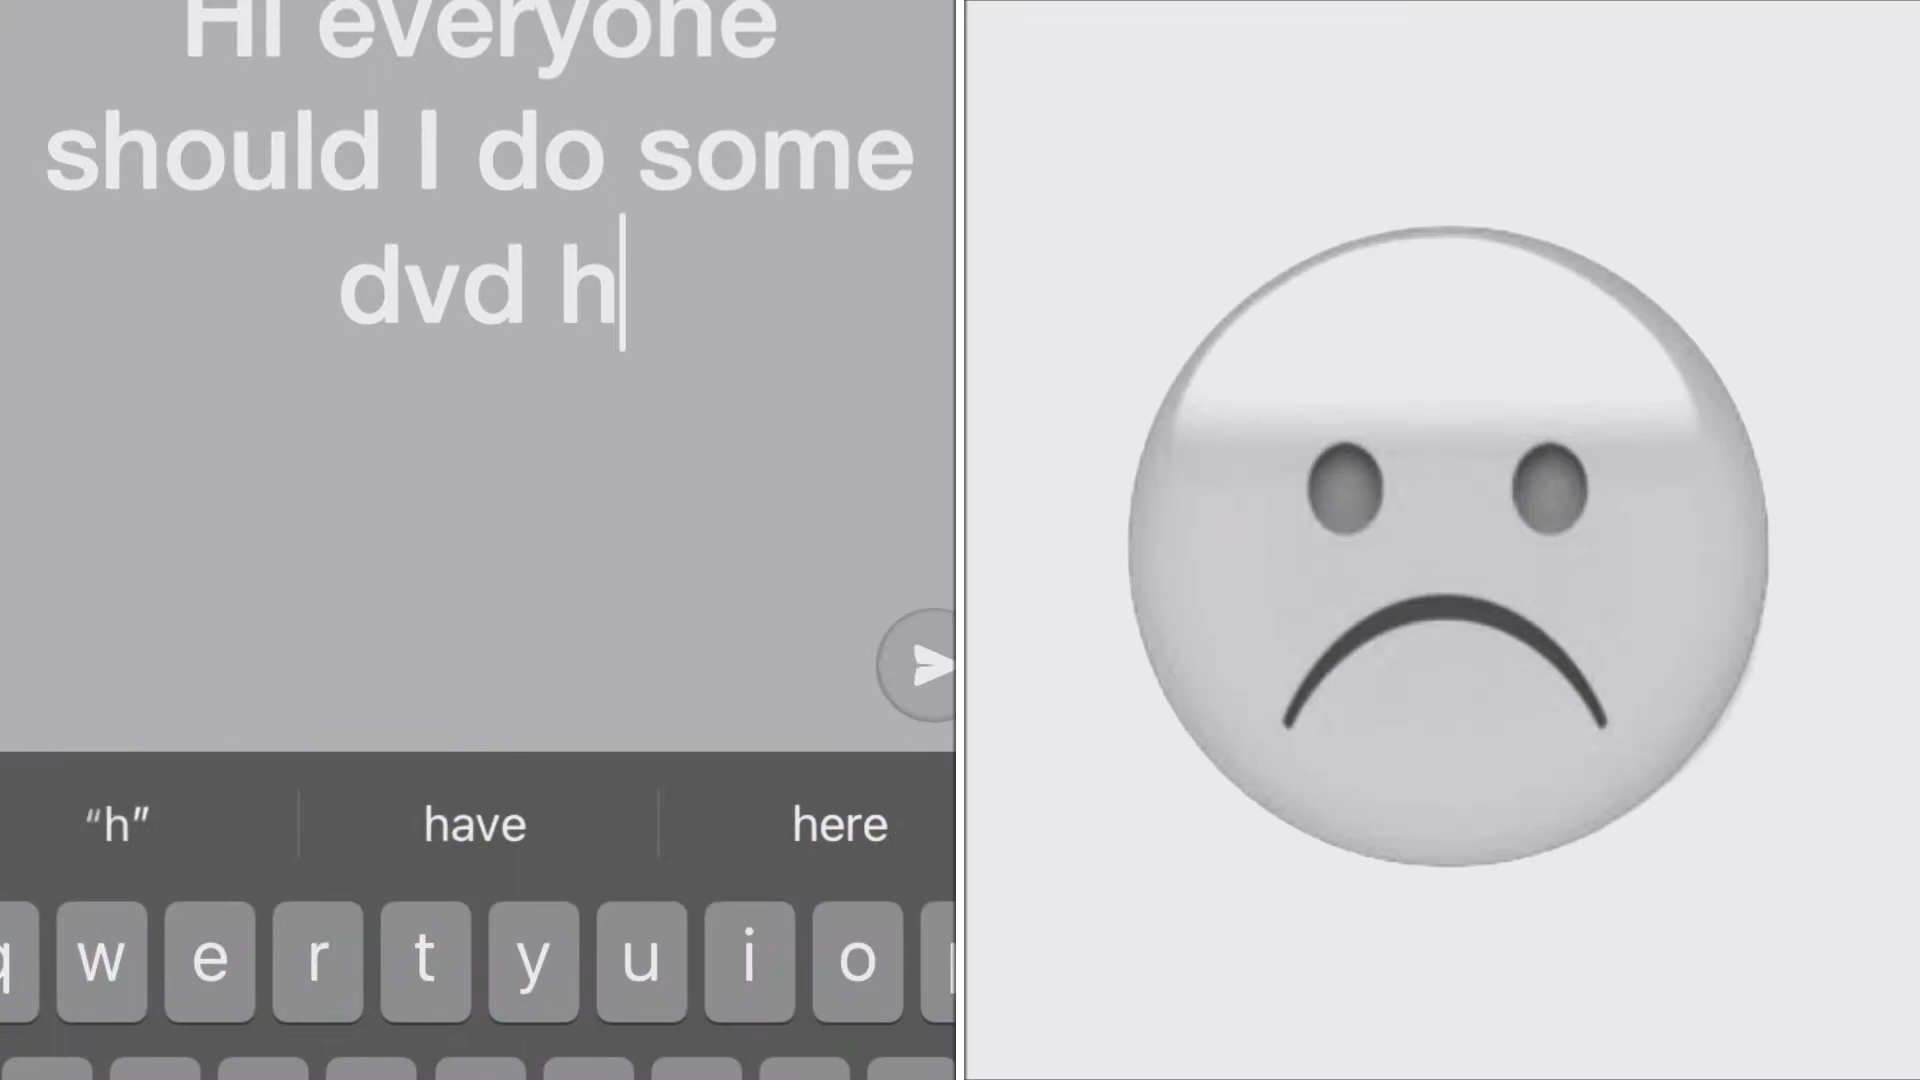 Hi everyone
should I do some
dvd h
“h” have here
q w e r t y u i o